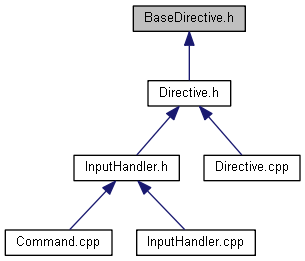 BaseDirective.h
Directive.h
InputHandler.h
Directive.cpp
Command.cpp
InputHandler.cpp